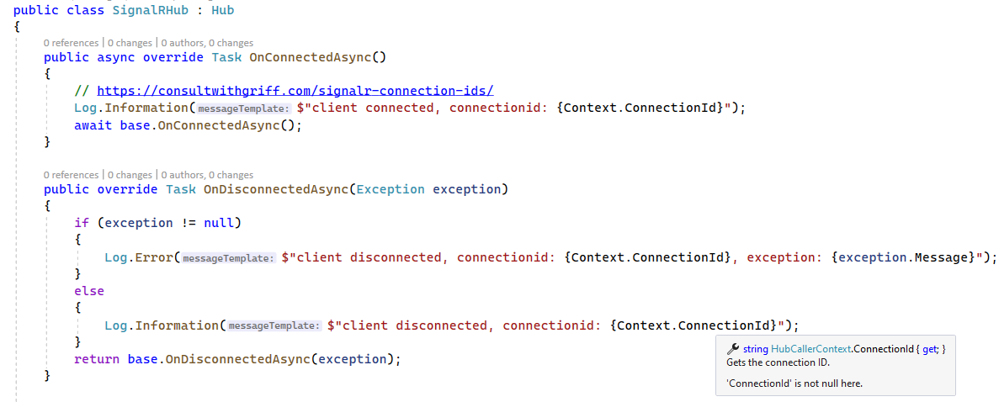 public class SignalRHub : Hub
{
0 references | 0 changes | 0 authors, 0 changes
public async override Task OnConnectedAsync()
{
// https://consultwithgriff.com/signalr-connection-ids/
Log.Information(messageTemplate: $"client connected, connectionid: {Context.ConnectionId}");
await base.OnConnectedAsync();
}
0 references | 0 changes | 0 authors, 0 changes
public override Task OnDisconnectedAsync(Exception exception)
{
if (exception != null)
{
Log.Error(messageTemplate: $"client disconnected, connectionid: {Context.ConnectionId}, exception: {exception.Message}");
}
else
{
Log.Information(messageTemplate: $"client disconnected, connectionid: {Context.ConnectionId}");
}
return base.OnDisconnectedAsync(exception);
}
string HubCallerContext.ConnectionId { get; }
Gets the connection ID.
'ConnectionId' is not null here.